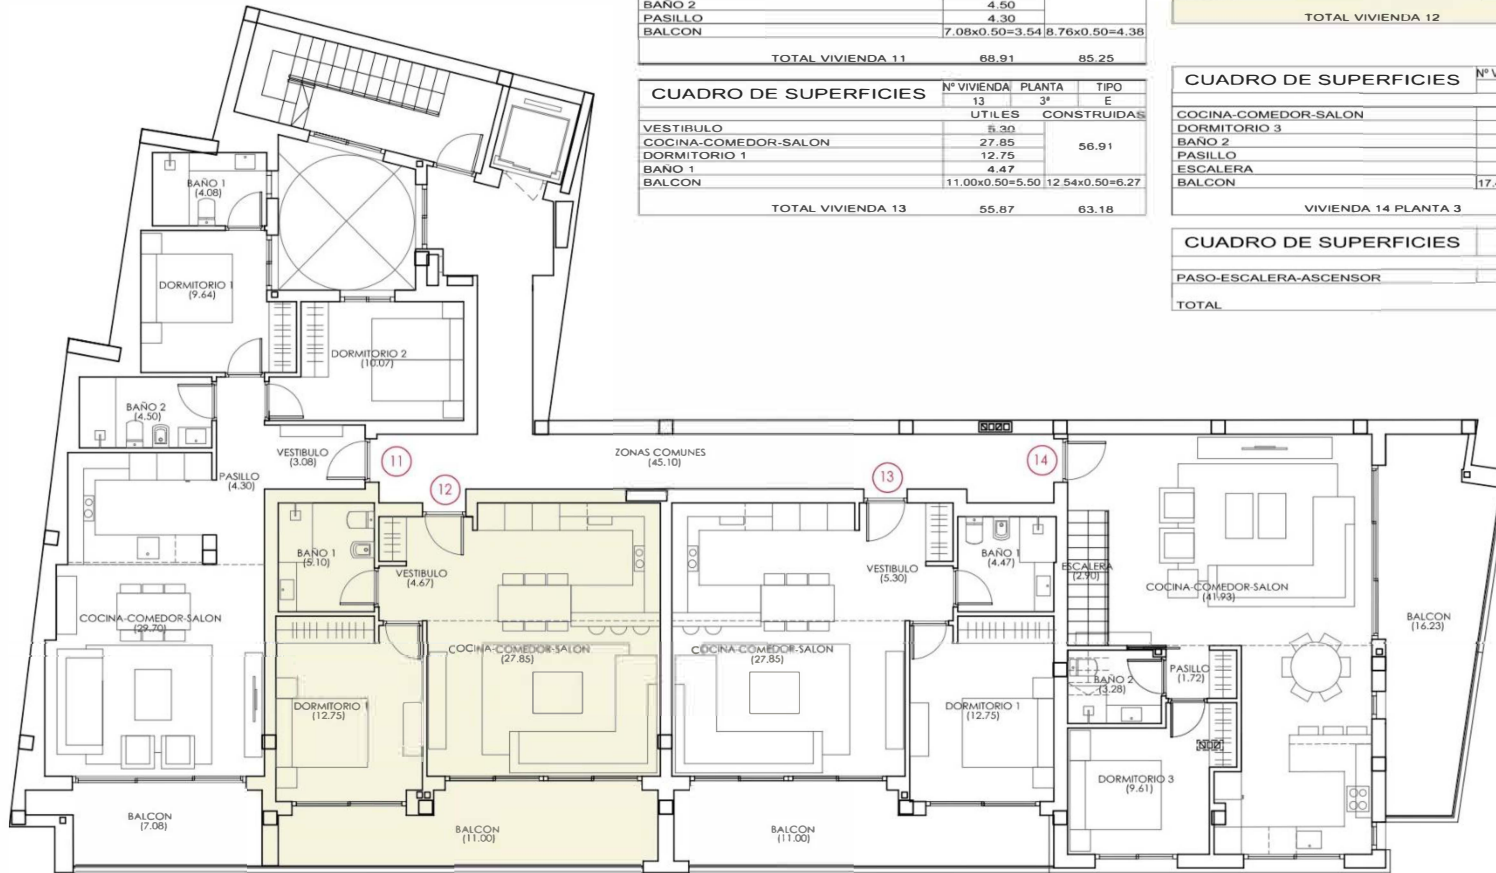 BAÑO 2 4.50
PASILLO 4.30
BALCON 7.08x0.50=3.54 8.76x0.50=4.38
TOTAL VIVIENDA 11 68.91 85.25
TOTAL VIVIENDA 12
CUADRO DE SUPERFICIES Nº VIVIENDA PLANTA TIPO
13 3ª E
UTILES CONSTRUIDAS
VESTIBULO 5.30
COCINA-COMEDOR-SALON 27.85
56.91
DORMITORIO 1 12.75
BAÑO 1 4.47
BALCON 11.00x0.50=5.50 12.54x0.50=6.27
TOTAL VIVIENDA 13 55.87 63.18
CUADRO DE SUPERFICIES Nº V
COCINA-COMEDOR-SALON
DORMITORIO 3
BAÑO 2
PASILLO
ESCALERA
BALCON 17.
VIVIENDA 14 PLANTA 3
CUADRO DE SUPERFICIES
PASO-ESCALERA-ASCENSOR
TOTAL
BAÑO 1
(4.08)
DORMITORIO 1
(9.64)
DORMITORIO 2
(10.07)
BAÑO 2
(4.50)
VESTIBULO
(3.08)
PASILLO
(4.30)
11
12
ZONAS COMUNES
(45.10)
13
14
COCINA-COMEDOR-SALON
(29.70)
BALCON
(7.08)
BAÑO 1
(5.10)
VESTIBULO
(4.67)
COCINA-COMEDOR-SALON
(27.85)
DORMITORIO 1
(12.75)
BALCON
(11.00)
VESTIBULO
(5.30)
BAÑO 1
(4.47)
COCINA-COMEDOR-SALON
(27.85)
DORMITORIO 1
(12.75)
BALCON
(11.00)
ESCALERA
(2.90)
COCINA-COMEDOR-SALON
(41.93)
BALCON
(16.23)
BAÑO 2
(3.28)
PASILLO
(1.72)
DORMITORIO 3
(9.61)